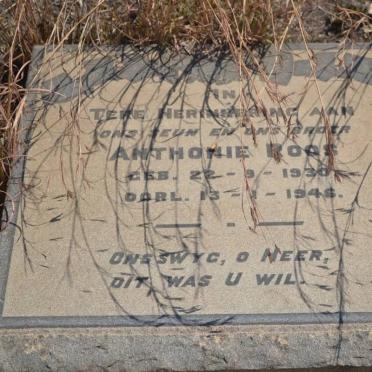 IN
TERE HERINNERING AAN
ONS SEUN EN ONS BROER
ANTHONIE ROOS
GEB. 22-9-1930
OORL. 13-1-1946.
ONS SWYG, O HEER,
DIT WAS U WIL.